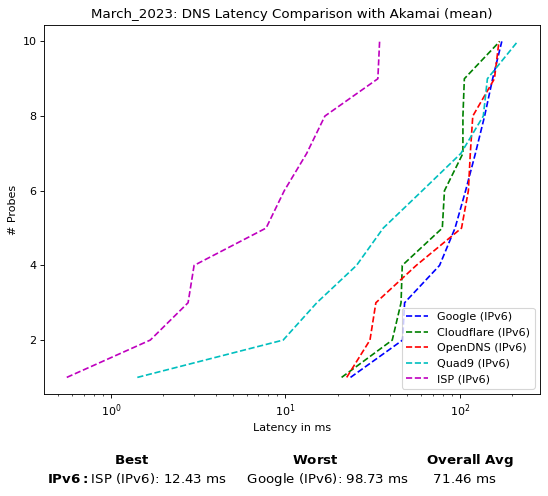 March_2023: DNS Latency Comparison with Akamai (mean)
10
8
6
4
2
# Probes
Google (IPv6)
Cloudflare (IPv6)
OpenDNS (IPv6)
Quad9 (IPv6)
ISP (IPv6)
10⁰ 10¹ 10²
Latency in ms
Best Worst Overall Avg
IPv6: ISP (IPv6): 12.43 ms Google (IPv6): 98.73 ms 71.46 ms